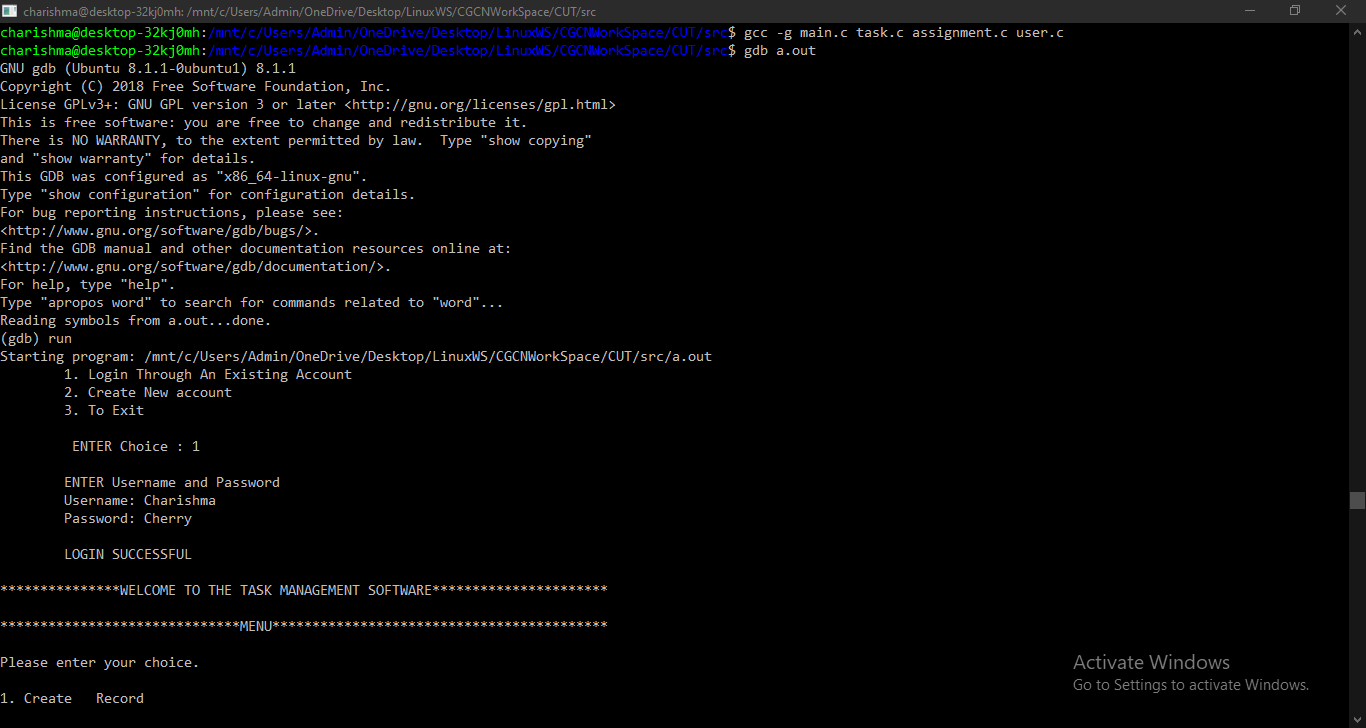 charishma@desktop-32kj0mh: /mnt/c/Users/Admin/OneDrive/Desktop/LinuxWS/CGCNWorkSpace/CUT/src
charishma@desktop-32kj0mh:/mnt/c/Users/Admin/OneDrive/Desktop/LinuxWS/CGCNWorkSpace/CUT/src$ gcc -g main.c task.c assignment.c user.c
charishma@desktop-32kj0mh:/mnt/c/Users/Admin/OneDrive/Desktop/LinuxWS/CGCNWorkSpace/CUT/src$ gdb a.out
GNU gdb (Ubuntu 8.1.1-0ubuntu1) 8.1.1
Copyright (C) 2018 Free Software Foundation, Inc.
License GPLv3+: GNU GPL version 3 or later <http://gnu.org/licenses/gpl.html>
This is free software: you are free to change and redistribute it.
There is NO WARRANTY, to the extent permitted by law.  Type "show copying"
and "show warranty" for details.
This GDB was configured as "x86_64-linux-gnu".
Type "show configuration" for configuration details.
For bug reporting instructions, please see:
<http://www.gnu.org/software/gdb/bugs/>.
Find the GDB manual and other documentation resources online at:
<http://www.gnu.org/software/gdb/documentation/>.
For help, type "help".
Type "apropos word" to search for commands related to "word"...
Reading symbols from a.out...done.
(gdb) run
Starting program: /mnt/c/Users/Admin/OneDrive/Desktop/LinuxWS/CGCNWorkSpace/CUT/src/a.out
1. Login Through An Existing Account
2. Create New account
3. To Exit
ENTER Choice : 1
ENTER Username and Password
Username: Charishma
Password: Cherry
LOGIN SUCCESSFUL
***************WELCOME TO THE TASK MANAGEMENT SOFTWARE**********************
******************************MENU******************************************
Please enter your choice.
1. Create   Record
Activate Windows
Go to Settings to activate Windows.